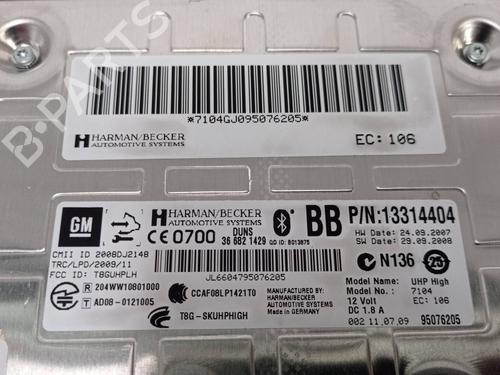 B-PARTS
*7104GJ095076205*
HARMAN/BECKER
AUTOMOTIVE SYSTEMS
EC: 106
GM
HARMAN/BECKER
AUTOMOTIVE SYSTEMS
BB P/N:13314404
CE 0700
DUNS
36 682 1429
QD ID: B013875
HW Date: 24.09.2007
SW Date: 29.09.2008
CMII ID 2008DJ2148
TRC/LPD/2009/11
FCC ID: T8GUHPLH
JL6604795076205
N136
25
R 204WW10801000
T AD08-0121005
CCAF08LP1421T0
T8G-SKUHPHIGH
Manufactured by:
HARMAN/BECKER
AUTOMOTIVE SYSTEMS
Made in GERMANY
Model Name: UHP High
Model No.: 7104
12 Volt EC: 106
DC 1.8 A
002 11.07.09 95076205